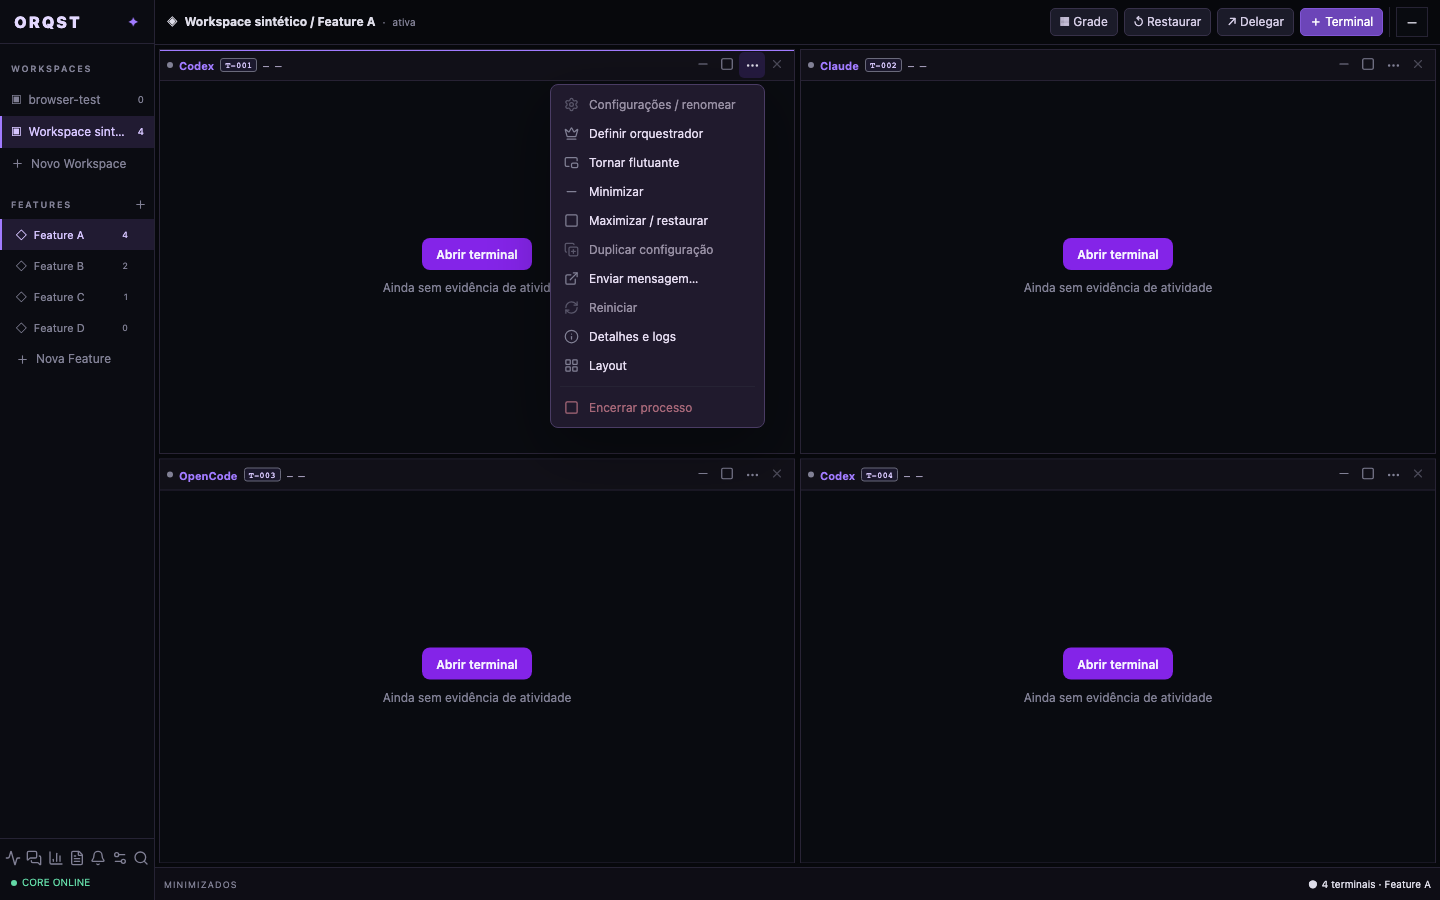 ORQST
WORKSPACES
browser-test 0
Workspace sint... 4
+ Novo Workspace
FEATURES +
Feature A 4
Feature B 2
Feature C 1
Feature D 0
+ Nova Feature
CORE ONLINE
Workspace sintético / Feature A · ativa
Grade
Restaurar
Delegar
+ Terminal
Codex T-001 — —
Configurações / renomear
Definir orquestrador
Tornar flutuante
Minimizar
Maximizar / restaurar
Duplicar configuração
Enviar mensagem...
Reiniciar
Detalhes e logs
Layout
Encerrar processo
Abrir terminal
Ainda sem evidência de ativid
Claude T-002 — —
Abrir terminal
Ainda sem evidência de atividade
OpenCode T-003 — —
Abrir terminal
Ainda sem evidência de atividade
Codex T-004 — —
Abrir terminal
Ainda sem evidência de atividade
MINIMIZADOS
4 terminais · Feature A